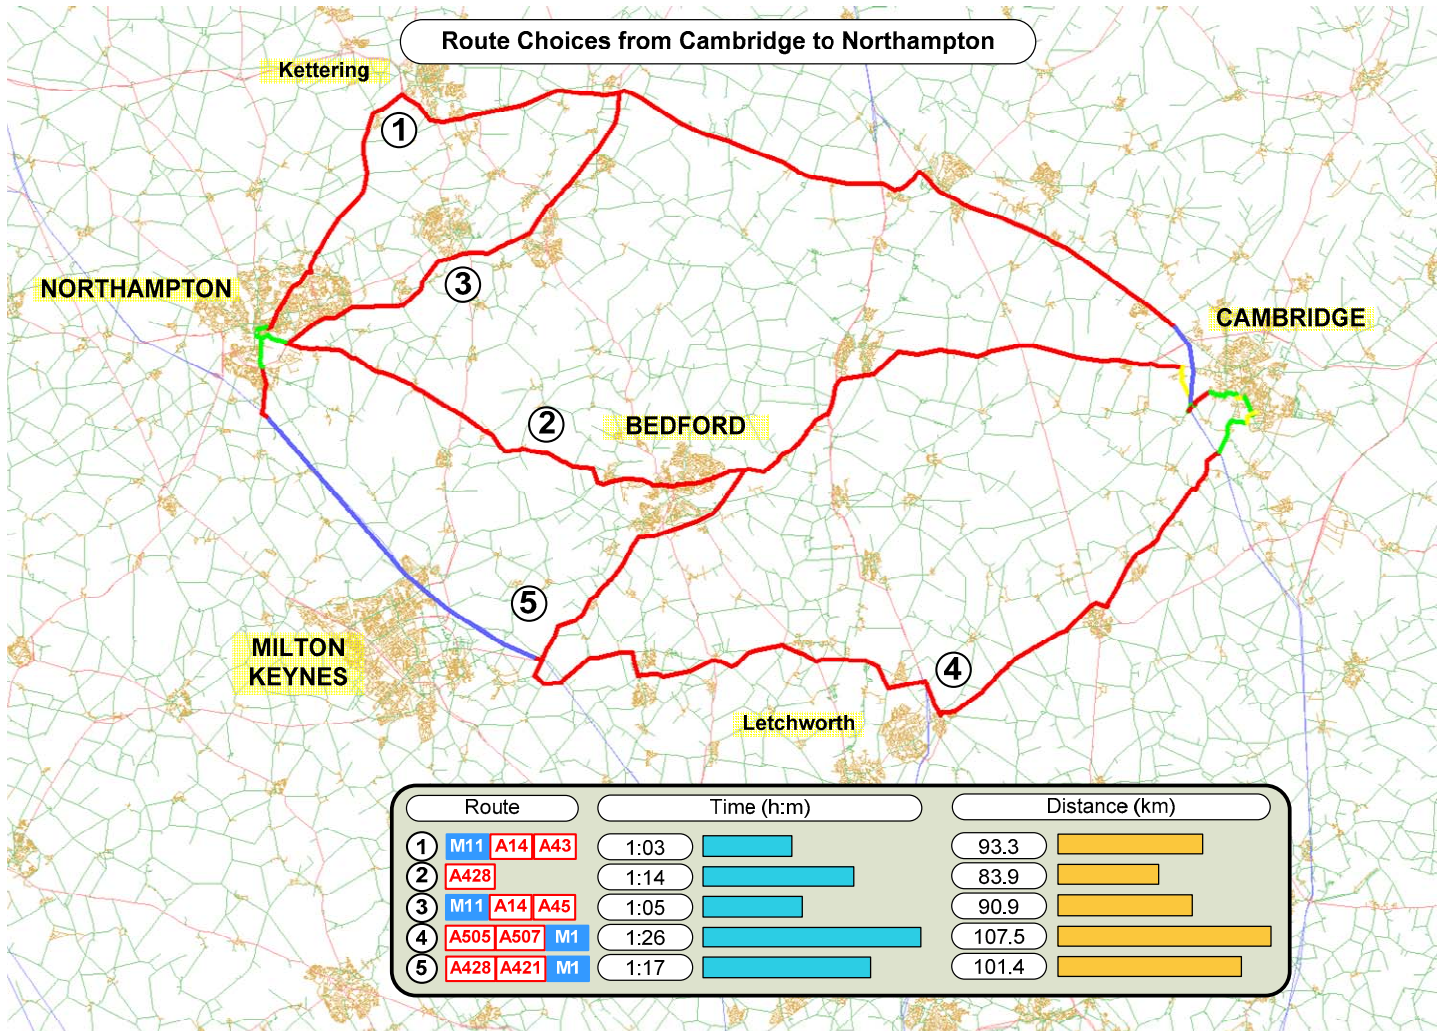 Route Choices from Cambridge to Northampton
Kettering
1
3
NORTHAMPTON
CAMBRIDGE
2
BEDFORD
5
MILTON
KEYNES
4
Letchworth
Route Time (h:m) Distance (km)
1 M11 A14 A43 1:03 93.3
2 A428 1:14 83.9
3 M11 A14 A45 1:05 90.9
4 A505 A507 M1 1:26 107.5
5 A428 A421 M1 1:17 101.4